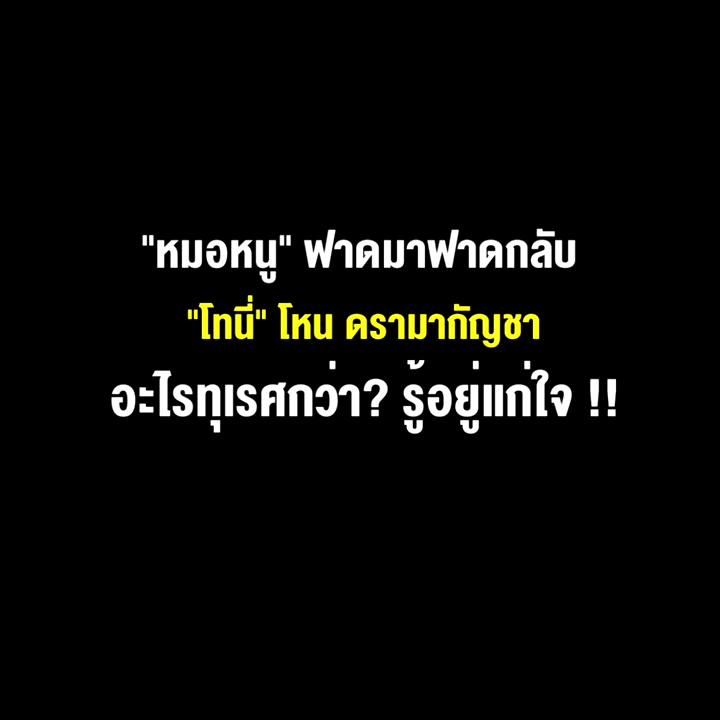 "หมอหนู" ฟาดมาฟาดกลับ
"โทนี่" โหน ดรามากัญชา
อะไรทุเรศกว่า? รู้อยู่แก่ใจ !!